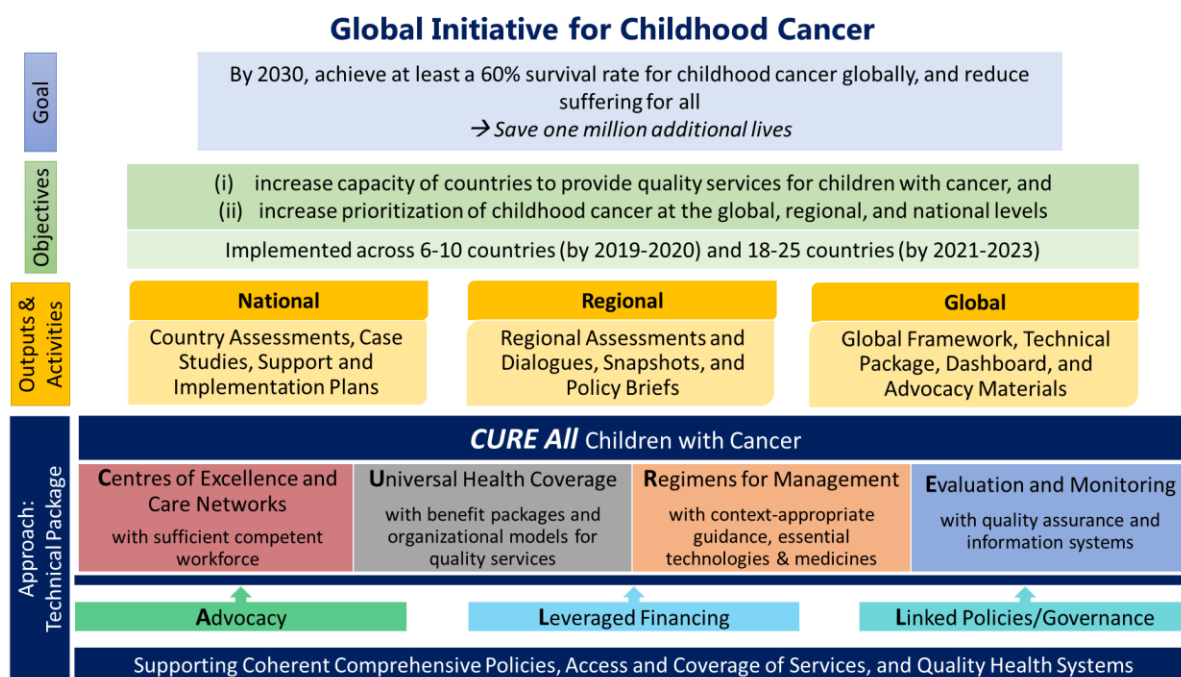 Global Initiative for Childhood Cancer
Goal
By 2030, achieve at least a 60% survival rate for childhood cancer globally, and reduce
suffering for all
→ Save one million additional lives
Objectives
(i) increase capacity of countries to provide quality services for children with cancer, and
(ii) increase prioritization of childhood cancer at the global, regional, and national levels
Implemented across 6-10 countries (by 2019-2020) and 18-25 countries (by 2021-2023)
Outputs &
Activities
National
Country Assessments, Case
Studies, Support and
Implementation Plans
Regional
Regional Assessments and
Dialogues, Snapshots, and
Policy Briefs
Global
Global Framework, Technical
Package, Dashboard, and
Advocacy Materials
Approach:
Technical Package
CURE All Children with Cancer
Centres of Excellence and
Care Networks
with sufficient competent
workforce
Universal Health Coverage
with benefit packages and
organizational models for
quality services
Regimens for Management
with context-appropriate
guidance, essential
technologies & medicines
Evaluation and Monitoring
with quality assurance and
information systems
Advocacy
Leveraged Financing
Linked Policies/Governance
Supporting Coherent Comprehensive Policies, Access and Coverage of Services, and Quality Health Systems